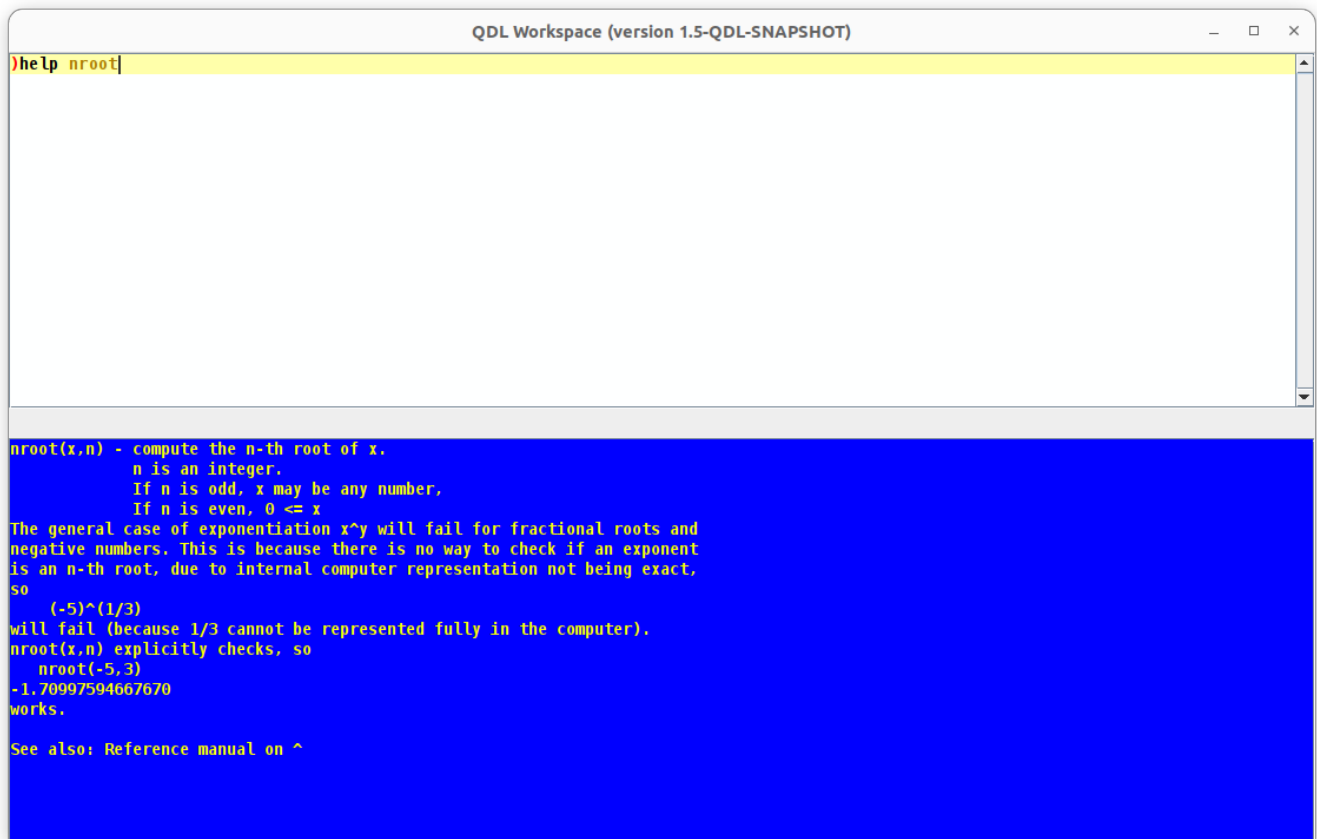 QDL Workspace (version 1.5-QDL-SNAPSHOT)
)help nroot
nroot(x,n) - compute the n-th root of x.
n is an integer.
If n is odd, x may be any number,
If n is even, 0 <= x
The general case of exponentiation x^y will fail for fractional roots and
negative numbers. This is because there is no way to check if an exponent
is an n-th root, due to internal computer representation not being exact,
so
(-5)^(1/3)
will fail (because 1/3 cannot be represented fully in the computer).
nroot(x,n) explicitly checks, so
nroot(-5,3)
-1.70997594667670
works.
See also: Reference manual on ^